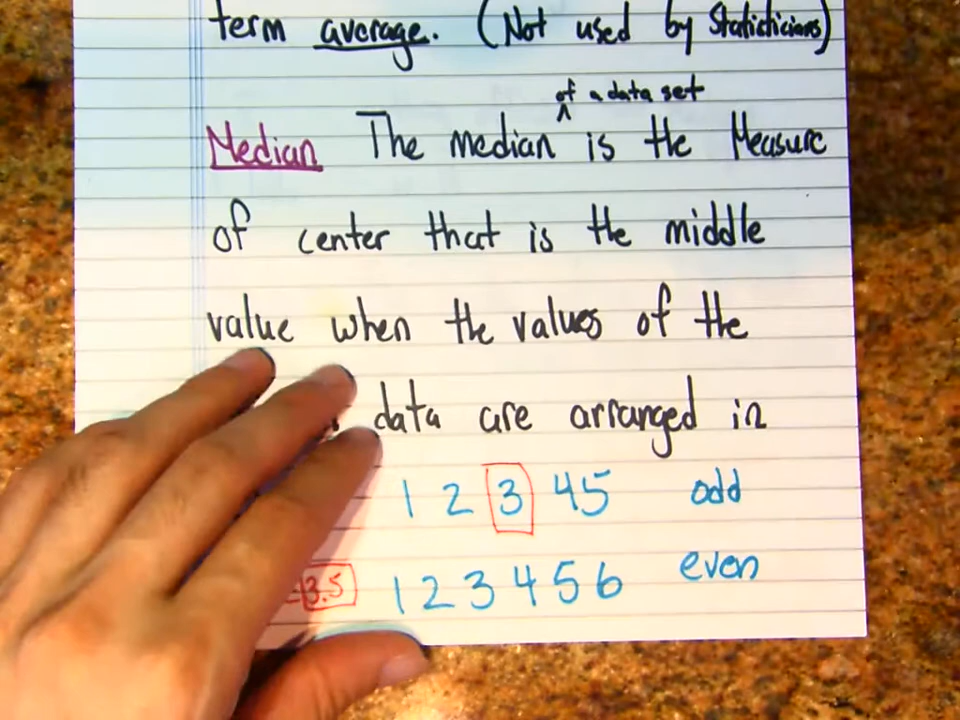 term average. (Not used by Staticticians)
of a data set
Median The median ^ is the Measure
of center that is the middle
value when the values of the
data are arranged in
1 2 3 4 5 odd
=3.5 1 2 3 4 5 6 even